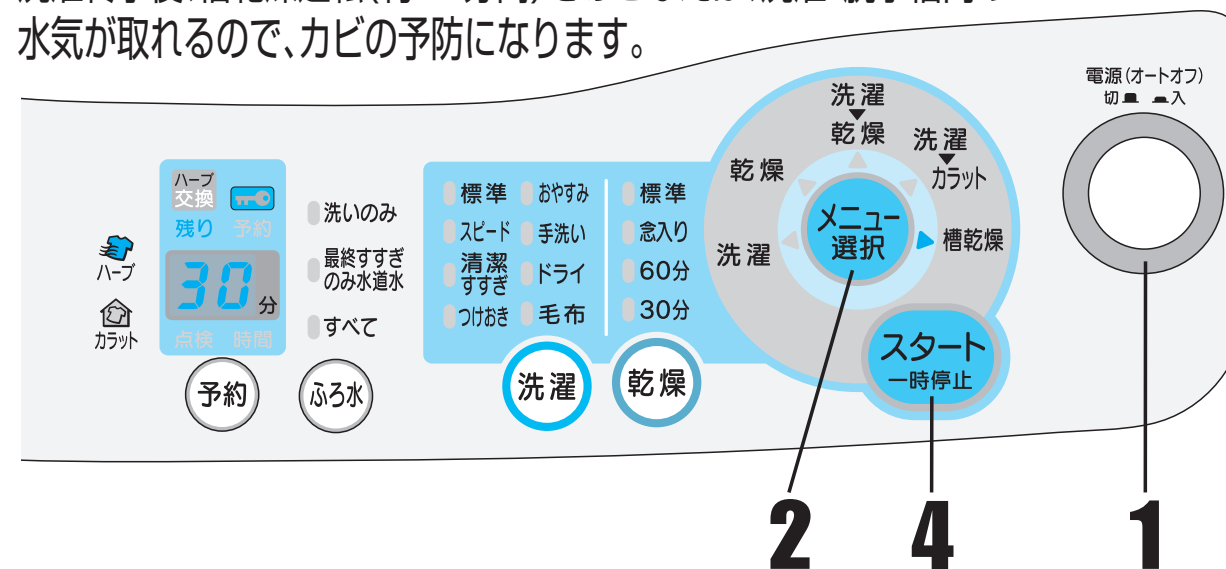 水気が取れるので、カビの予防になります。
電源(オートオフ)
切 入
洗濯
乾燥
洗濯
カラット
乾燥
洗濯
槽乾燥
メニュー
選択
スタート
一時停止
ハーブ
交換
残り 予約
30分
点検 時間
ハーブ
カラット
予約
洗いのみ
最終すすぎ
のみ水道水
すべて
ふろ水
標準 おやすみ
スピード 手洗い
清潔
すすぎ
ドライ
つけおき 毛布
洗濯
標準
念入り
60分
30分
乾燥
2
4
1